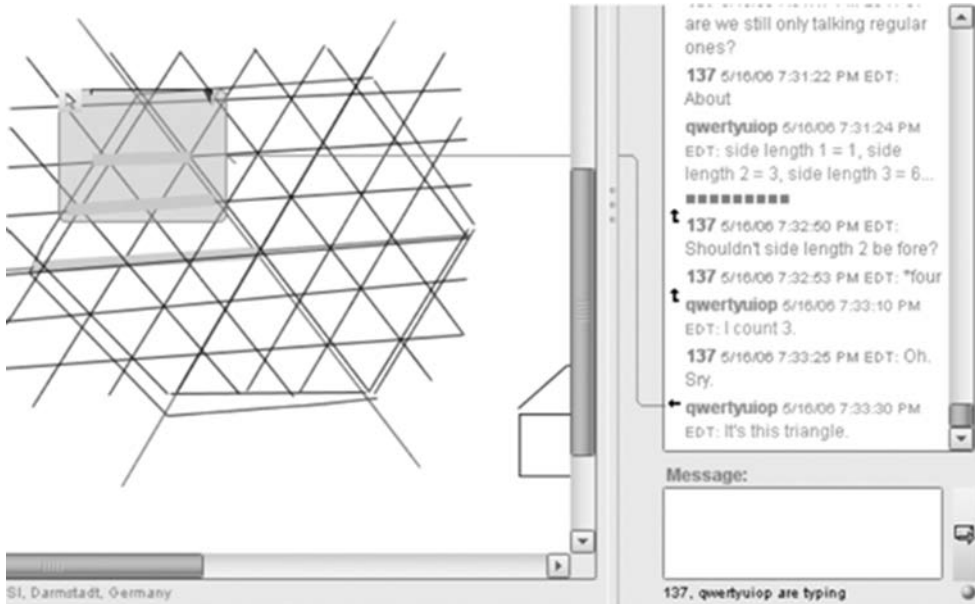 are we still only talking regular
ones?
137 5/16/06 7:31:22 PM EDT:
About
qwertyuiop 5/16/06 7:31:24 PM
EDT: side length 1 = 1, side
length 2 = 3, side length 3 = 6...
137 5/16/06 7:32:50 PM EDT:
Shouldn't side length 2 be fore?
137 5/16/06 7:32:53 PM EDT: *four
qwertyuiop 5/16/06 7:33:10 PM
EDT: I count 3.
137 5/16/06 7:33:25 PM EDT: Oh.
Sry.
qwertyuiop 5/16/06 7:33:30 PM
EDT: It's this triangle.
Message:
SI, Darmstadt, Germany
137, qwertyuiop are typing